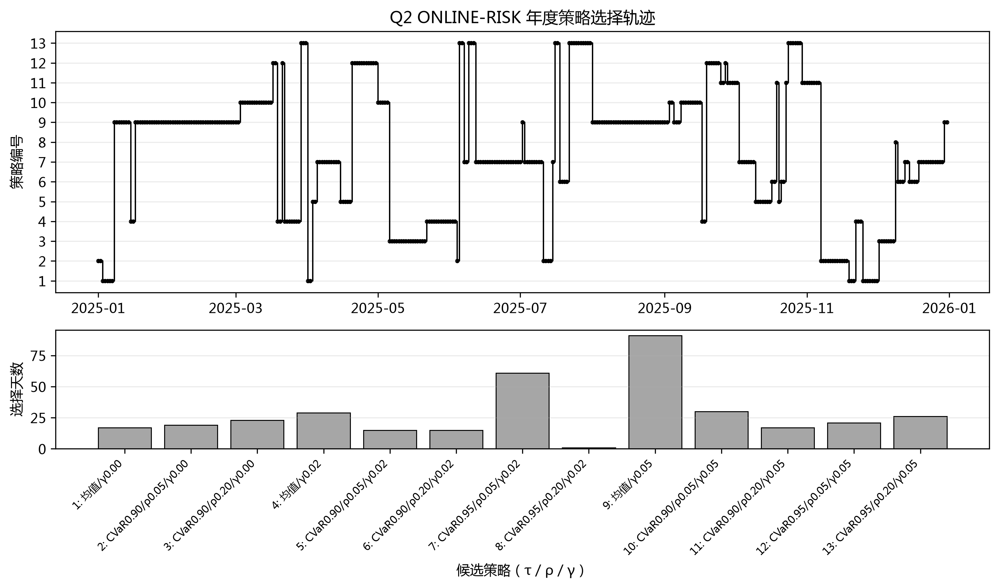 Q2 ONLINE-RISK 年度策略选择轨迹
策略编号
13
12
11
10
9
8
7
6
5
4
3
2
1
2025-01
2025-03
2025-05
2025-07
2025-09
2025-11
2026-01
选择天数
75
50
25
0
1: 均值/γ0.00
2: CVaR0.90/ρ0.05/γ0.00
3: CVaR0.90/ρ0.20/γ0.00
4: 均值/γ0.02
5: CVaR0.90/ρ0.05/γ0.02
6: CVaR0.90/ρ0.20/γ0.02
7: CVaR0.95/ρ0.05/γ0.02
8: CVaR0.95/ρ0.20/γ0.02
9: 均值/γ0.05
10: CVaR0.90/ρ0.05/γ0.05
11: CVaR0.90/ρ0.20/γ0.05
12: CVaR0.95/ρ0.05/γ0.05
13: CVaR0.95/ρ0.20/γ0.05
候选策略 ( τ / ρ / γ )